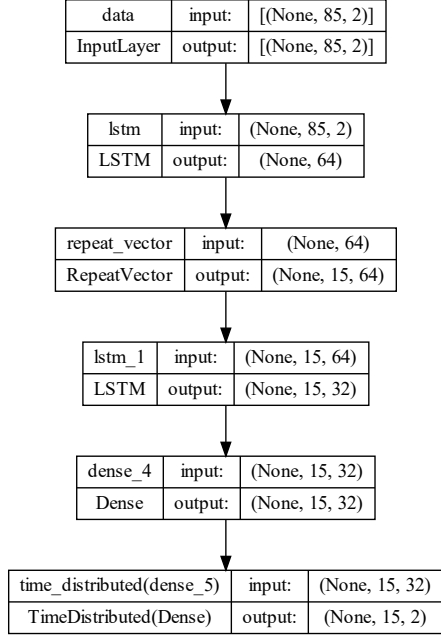 data input: [(None, 85, 2)]
InputLayer output: [(None, 85, 2)]
lstm input: (None, 85, 2)
LSTM output: (None, 64)
repeat_vector input: (None, 64)
RepeatVector output: (None, 15, 64)
lstm_1 input: (None, 15, 64)
LSTM output: (None, 15, 32)
dense_4 input: (None, 15, 32)
Dense output: (None, 15, 32)
time_distributed(dense_5) input: (None, 15, 32)
TimeDistributed(Dense) output: (None, 15, 2)